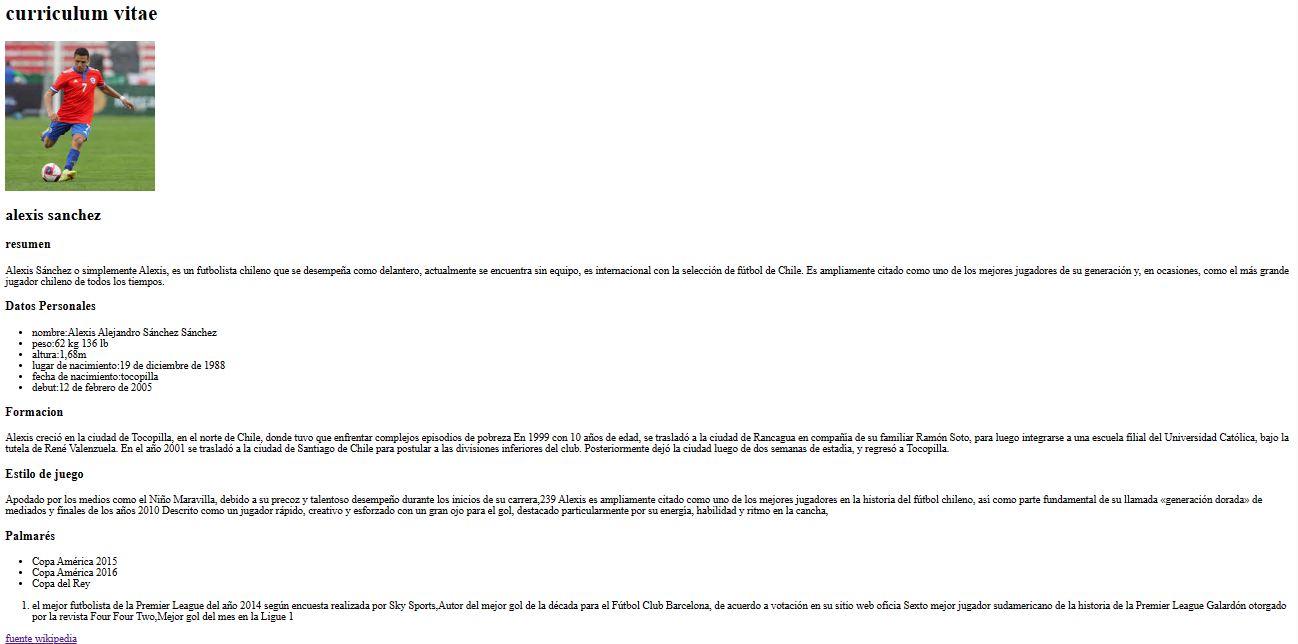 curriculum vitae
7
7
alexis sanchez
resumen
Alexis Sánchez o simplemente Alexis, es un futbolista chileno que se desempeña como delantero, actualmente se encuentra sin equipo, es internacional con la selección de fútbol de Chile. Es ampliamente citado como uno de los mejores jugadores de su generación y, en ocasiones, como el más grande
jugador chileno de todos los tiempos.
Datos Personales
• nombre:Alexis Alejandro Sánchez Sánchez
• peso:62 kg 136 lb
• altura:1,68m
• lugar de nacimiento:19 de diciembre de 1988
• fecha de nacimiento:tocopilla
• debut:12 de febrero de 2005
Formacion
Alexis creció en la ciudad de Tocopilla, en el norte de Chile, donde tuvo que enfrentar complejos episodios de pobreza En 1999 con 10 años de edad, se trasladó a la ciudad de Rancagua en compañía de su familiar Ramón Soto, para luego integrarse a una escuela filial del Universidad Católica, bajo la
tutela de René Valenzuela. En el año 2001 se trasladó a la ciudad de Santiago de Chile para postular a las divisiones inferiores del club. Posteriormente dejó la ciudad luego de dos semanas de estadía, y regresó a Tocopilla.
Estilo de juego
Apodado por los medios como el Niño Maravilla, debido a su precoz y talentoso desempeño durante los inicios de su carrera,239 Alexis es ampliamente citado como uno de los mejores jugadores en la historia del fútbol chileno, así como parte fundamental de su llamada «generación dorada» de
mediados y finales de los años 2010 Descrito como un jugador rápido, creativo y esforzado con un gran ojo para el gol, destacado particularmente por su energía, habilidad y ritmo en la cancha,
Palmarés
• Copa América 2015
• Copa América 2016
• Copa del Rey
1. el mejor futbolista de la Premier League del año 2014 según encuesta realizada por Sky Sports,Autor del mejor gol de la década para el Fútbol Club Barcelona, de acuerdo a votación en su sitio web oficia Sexto mejor jugador sudamericano de la historia de la Premier League Galardón otorgado
por la revista Four Four Two,Mejor gol del mes en la Ligue 1
fuente wikipedia